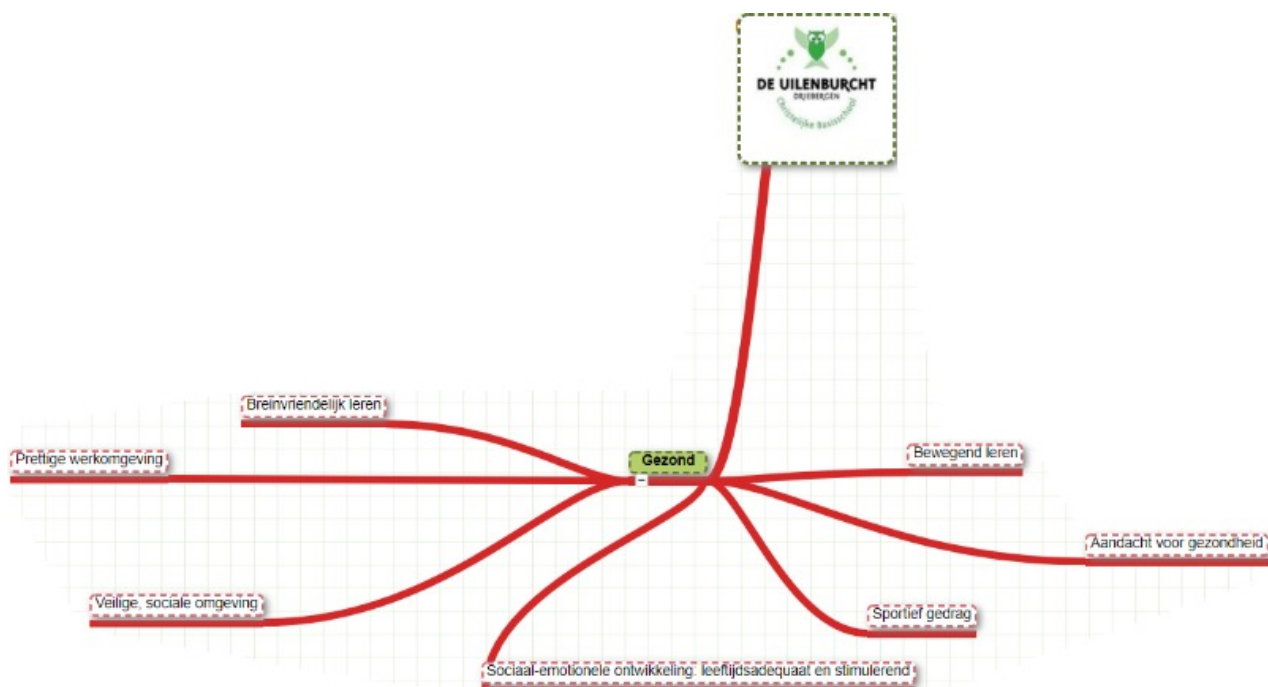 DE UILENBURCHT
DRIEBERGEN
Christelijke Basisschool
Breinvriendelijk leren
Prettige werkomgeving
Gezond
Bewegend leren
Aandacht voor gezondheid
Veilige, sociale omgeving
Sportief gedrag
Sociaal-emotionele ontwikkeling: leeftijdsadequaat en stimulerend